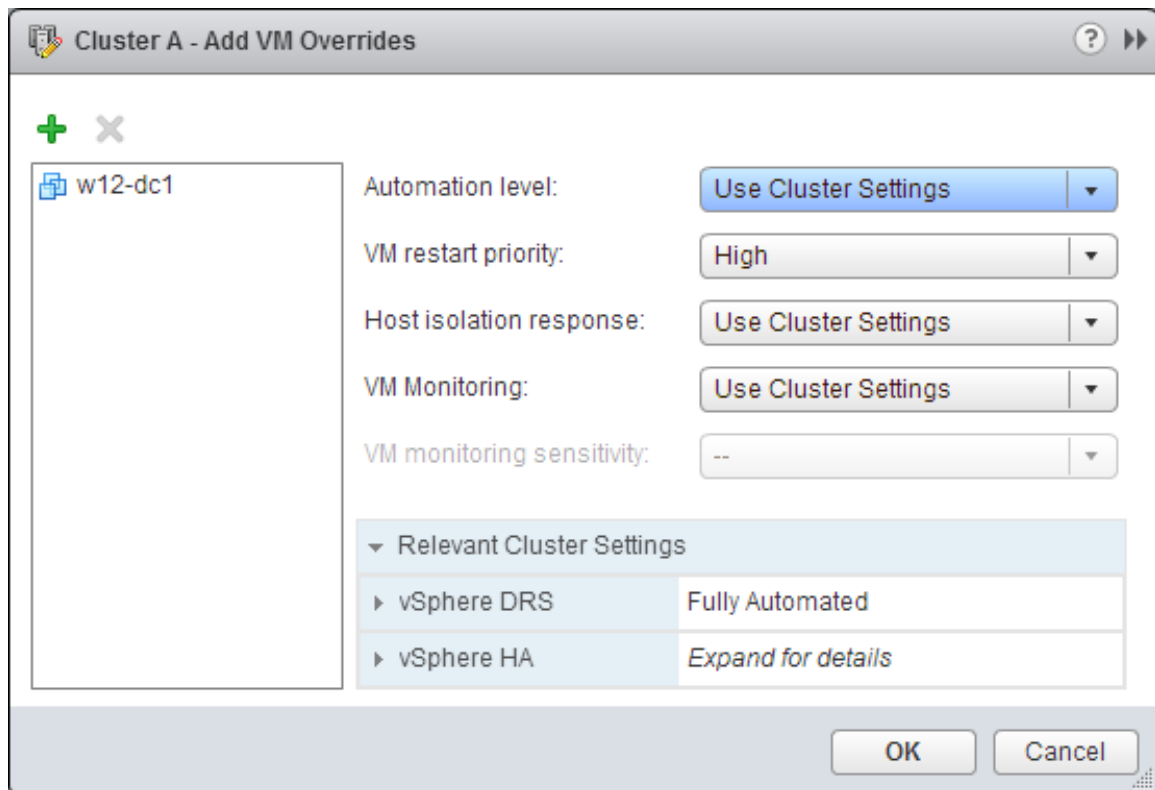 Cluster A - Add VM Overrides
w12-dc1
Automation level: Use Cluster Settings
VM restart priority: High
Host isolation response: Use Cluster Settings
VM Monitoring: Use Cluster Settings
VM monitoring sensitivity: --
Relevant Cluster Settings
vSphere DRS Fully Automated
vSphere HA Expand for details
OK Cancel